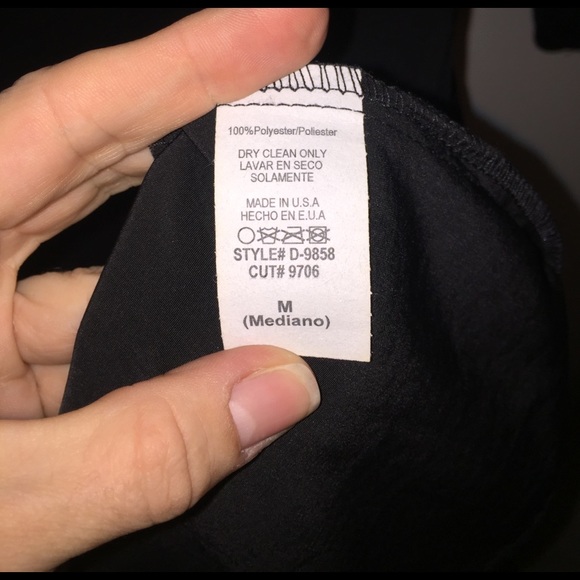 100%Polyester/Poliester
DRY CLEAN ONLY
LAVAR EN SECO
SOLAMENTE
MADE IN U.S.A
HECHO EN E.U.A
STYLE# D-9858
CUT# 9706
M
(Mediano)